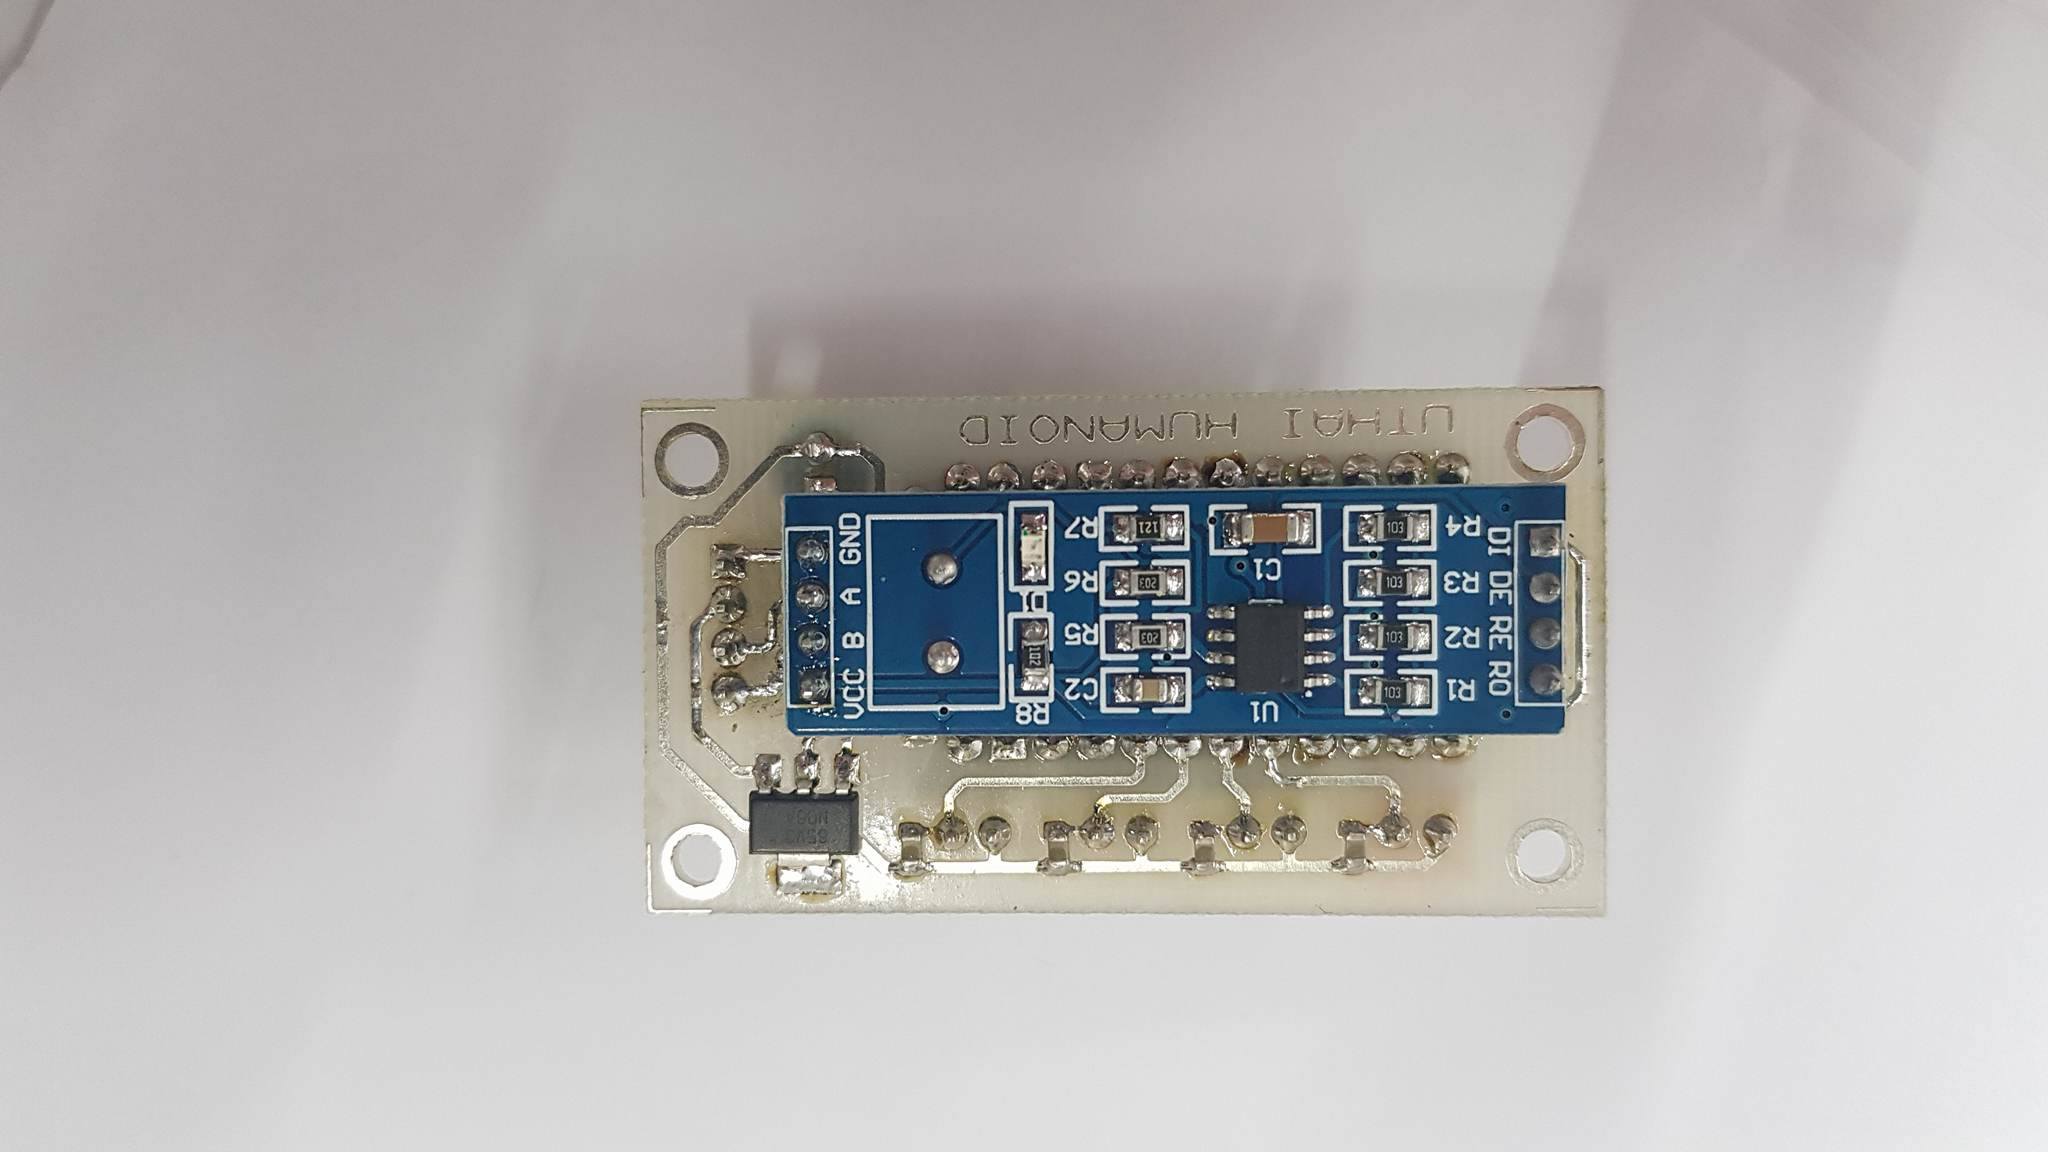 UTHAI HUMANOID
GND
A
B
VCC
R7
121
R6
203
R5
203
C2
R8
102
C1
U1
103
R4
103
R3
103
R2
103
R1
DI
DE
RE
RO